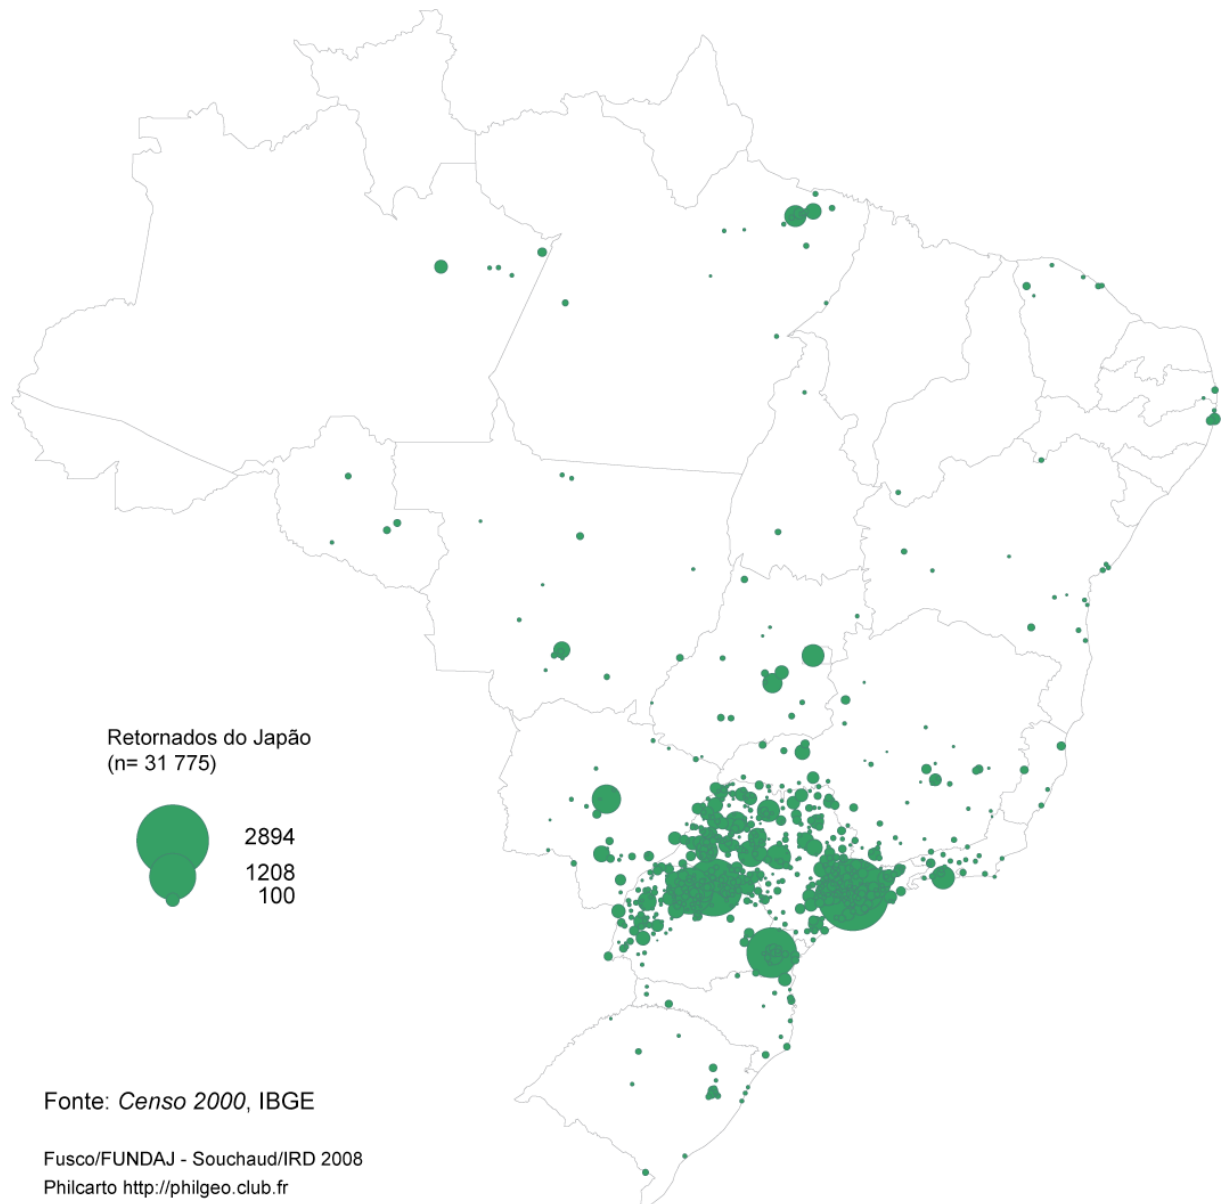 Retornados do Japão
(n= 31 775)
2894
1208
100
Fonte: Censo 2000, IBGE
Fusco/FUNDAJ - Souchaud/IRD 2008
Philcarto http://philgeo.club.fr